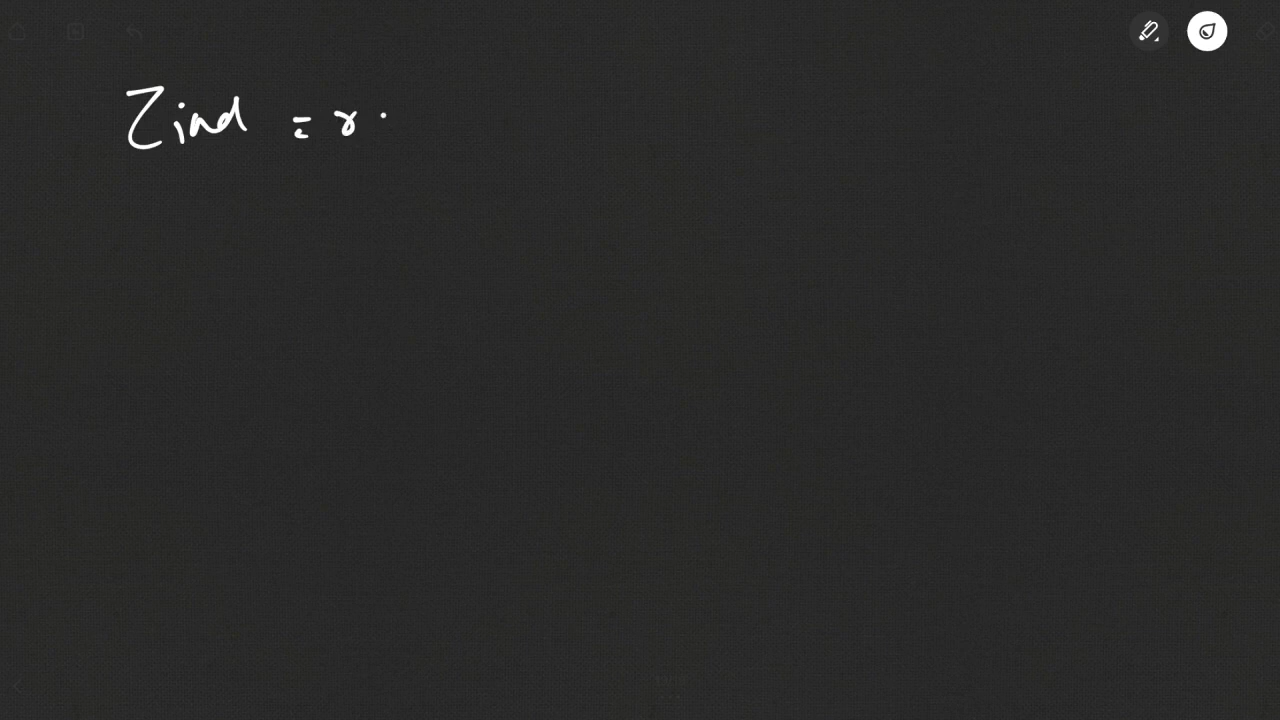 Zind = r.